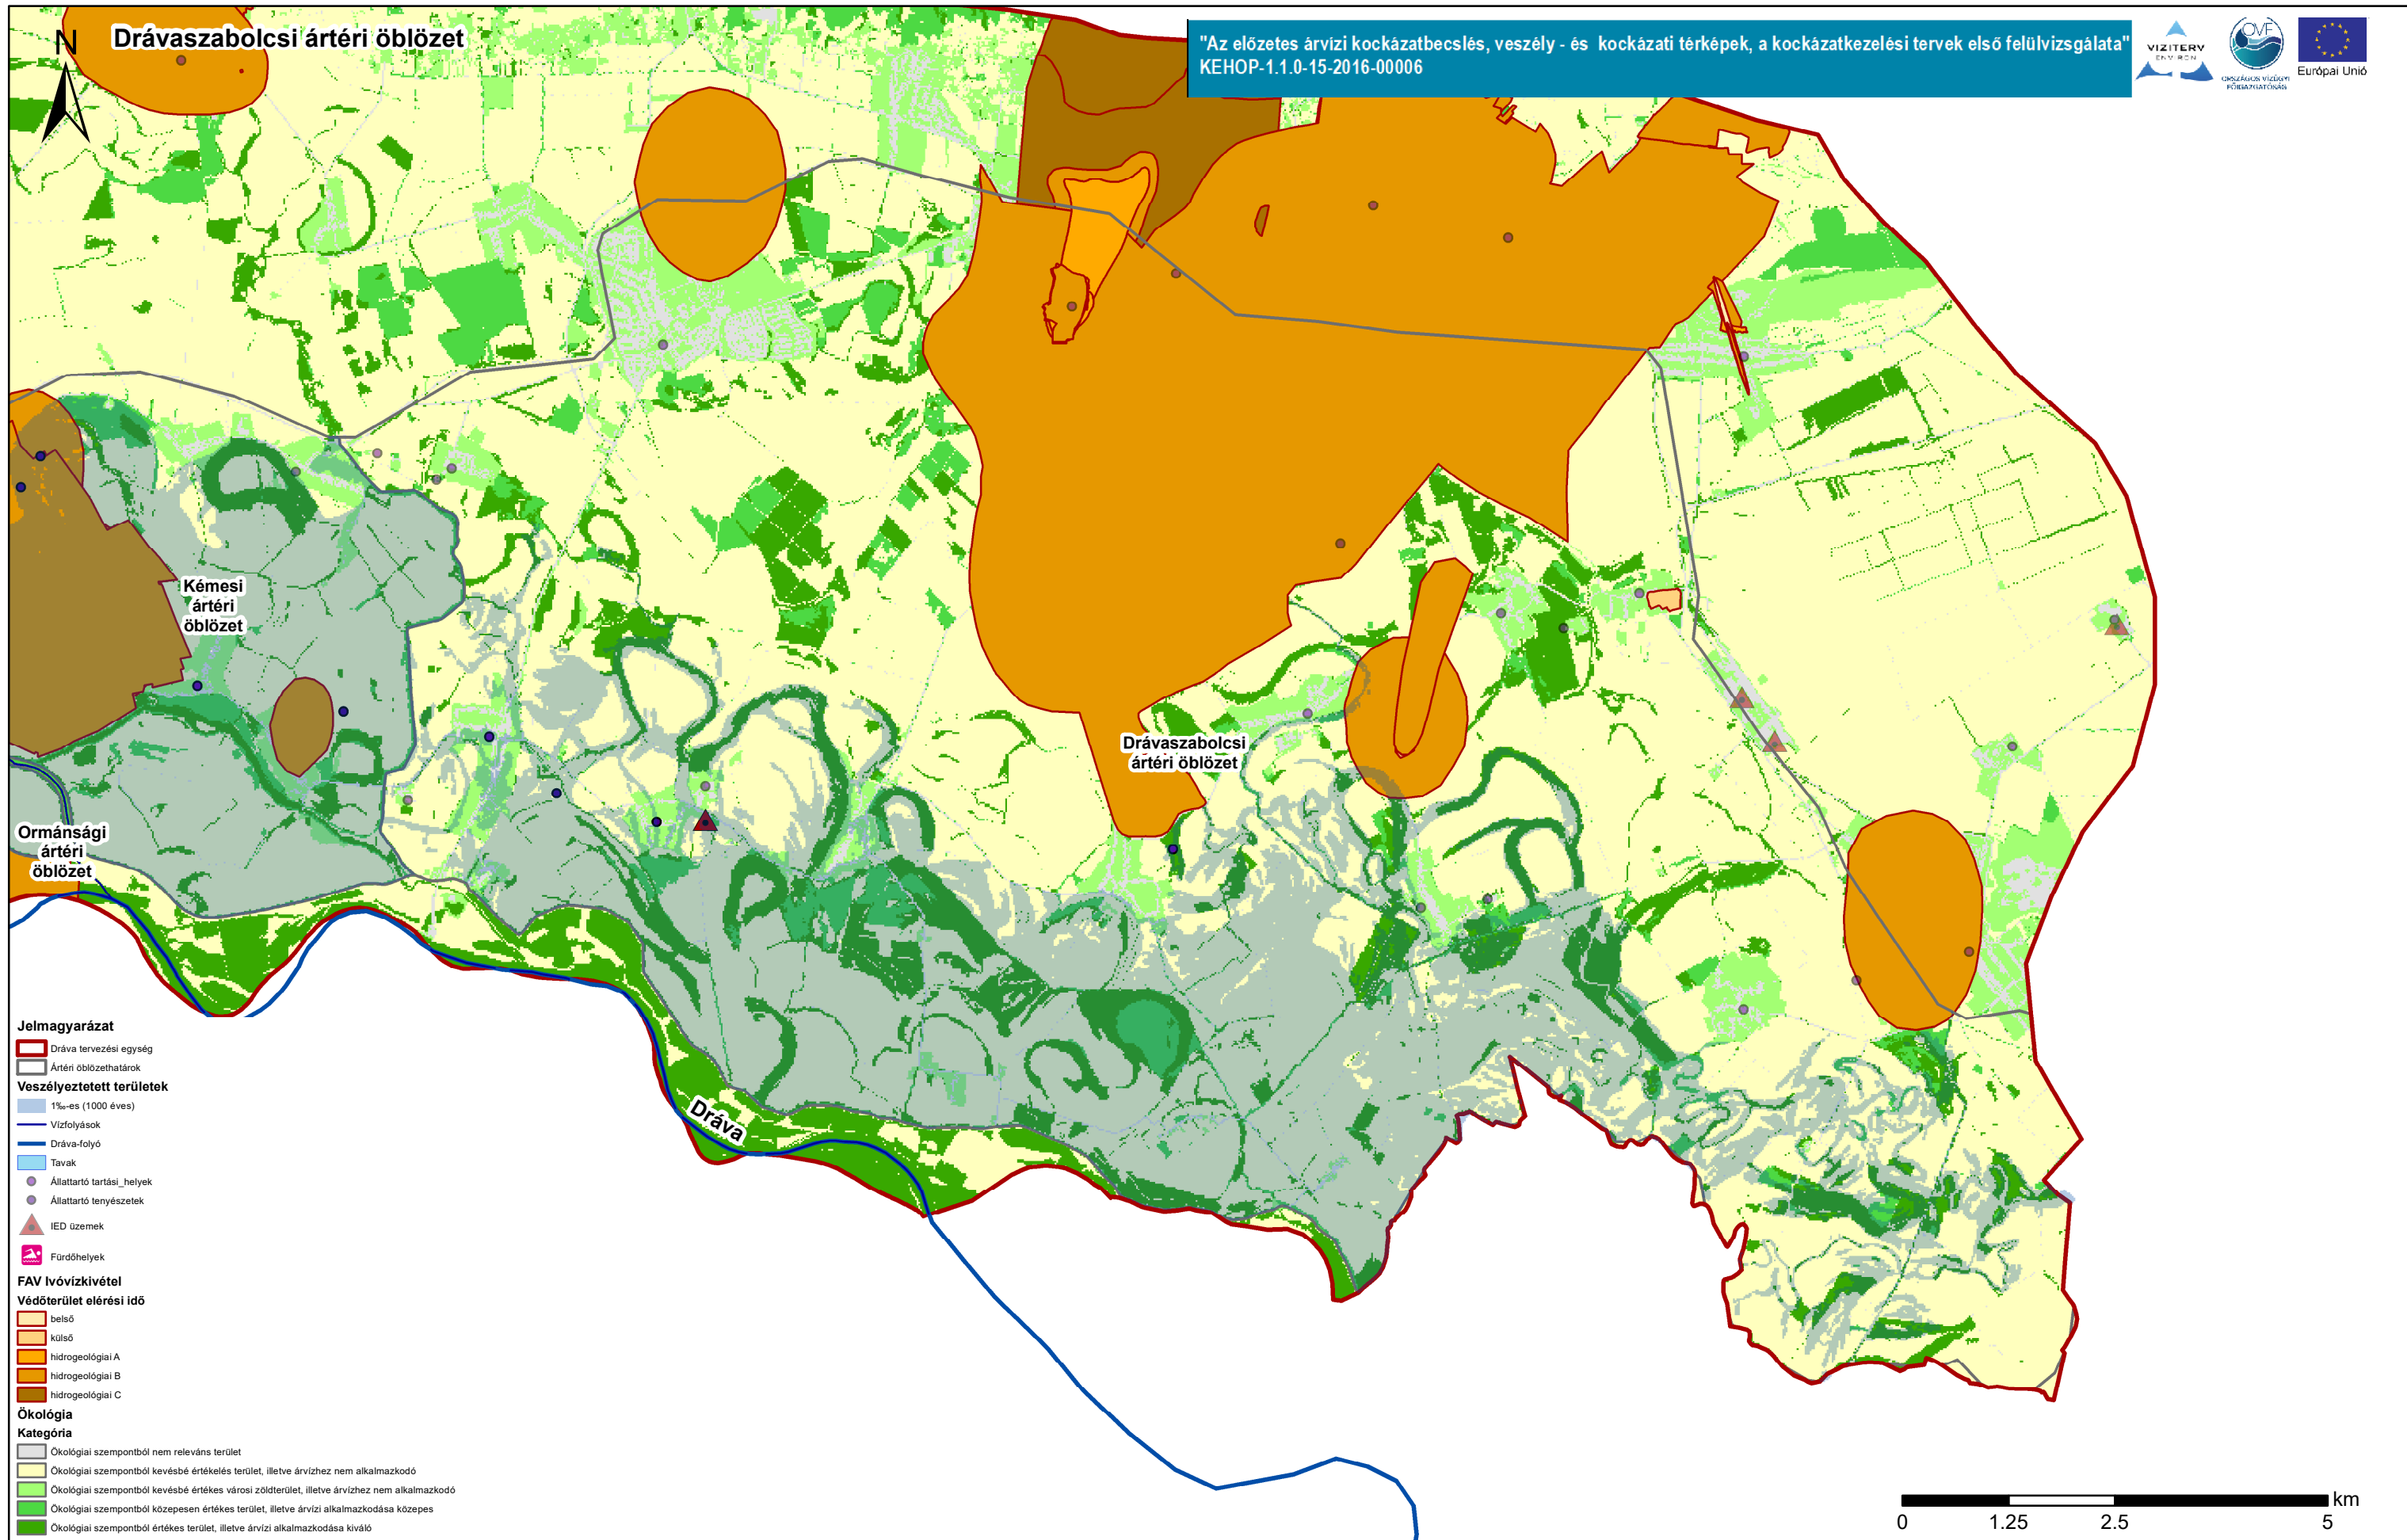 Drávaszabolcsi ártéri öblözet
N
"Az előzetes árvízi kockázatbecslés, veszély - és kockázati térképek, a kockázatkezelési tervek első felülvizsgálata"
KEHOP-1.1.0-15-2016-00006
VIZITERV
ENVIRON
OVF
ORSZÁGOS VÍZÜGYI
FŐIGAZGATÓSÁG
Európai Unió
Kémesi
ártéri
öblözet
Drávaszabolcsi
ártéri öblözet
Ormánsági
ártéri
öblözet
Dráva
Jelmagyarázat
Dráva tervezési egység
Ártéri öblözethatárok
Veszélyeztetett területek
1‰-es (1000 éves)
Vízfolyások
Dráva-folyó
Tavak
Állattartó tartási_helyek
Állattartó tenyészetek
IED üzemek
Fürdőhelyek
FAV Ivóvízkivétel
Védőterület elérési idő
belső
külső
hidrogeológiai A
hidrogeológiai B
hidrogeológiai C
Ökológia
Kategória
Ökológiai szempontból nem releváns terület
Ökológiai szempontból kevésbé értékelés terület, illetve árvízhez nem alkalmazkodó
Ökológiai szempontból kevésbé értékes városi zöldterület, illetve árvízhez nem alkalmazkodó
Ökológiai szempontból közepesen értékes terület, illetve árvízi alkalmazkodása közepes
Ökológiai szempontból értékes terület, illetve árvízi alkalmazkodása kiváló
km
0 1.25 2.5 5